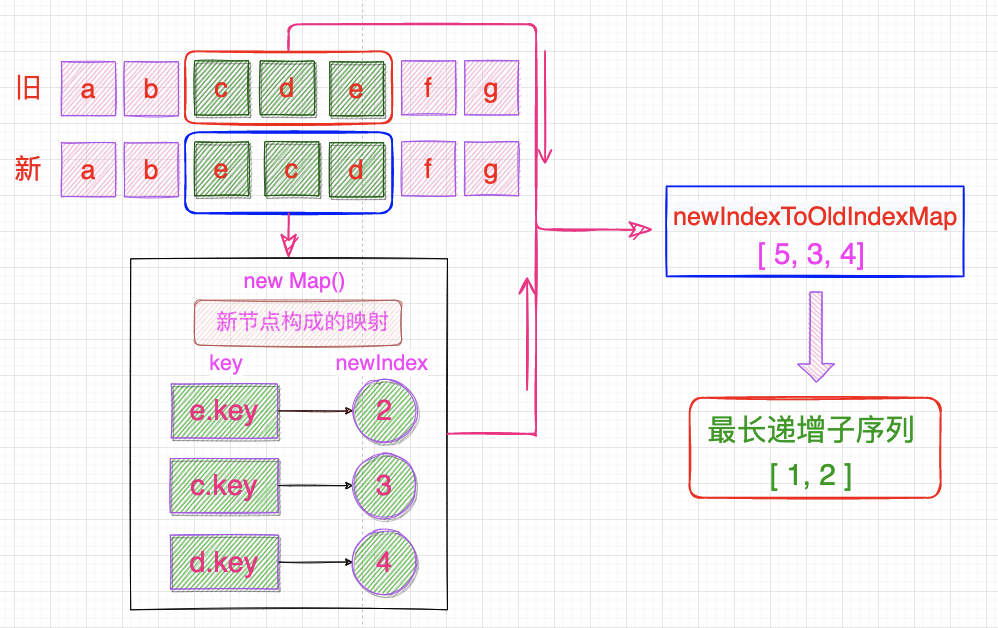 旧 a b c d e f g
新 a b e c d f g
new Map()
新节点构成的映射
key newIndex
e.key 2
c.key 3
d.key 4
newIndexToOldIndexMap
[ 5, 3, 4]
最长递增子序列
[ 1, 2 ]